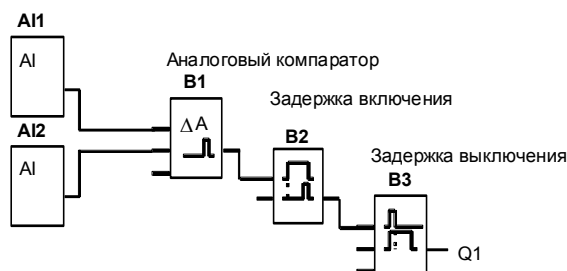 AI1
AI
Аналоговый компаратор
B1
ΔA
AI2
AI
Задержка включения
B2
Задержка выключения
B3
Q1